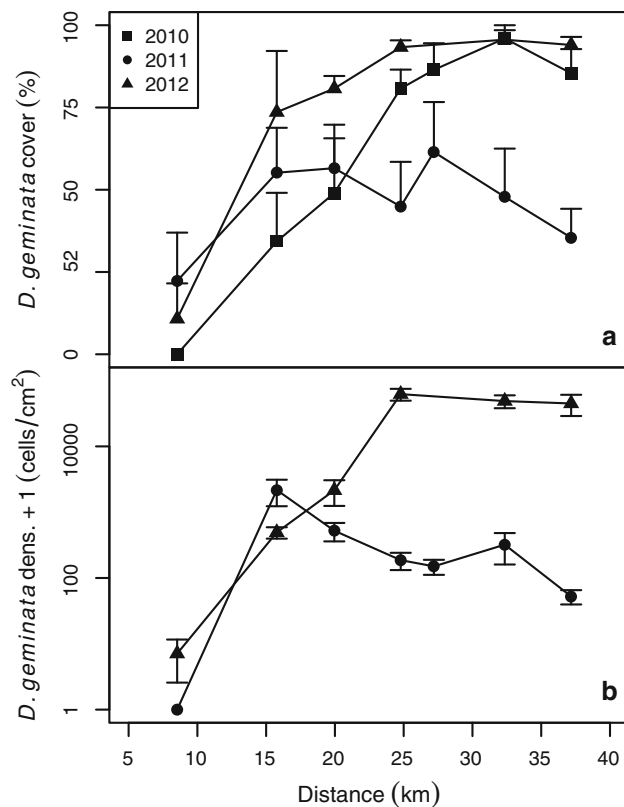 2010
2011
2012
100
75
50
52
0
D. geminata cover (%)
a
10000
100
1
D. geminata dens. + 1 (cells/cm²)
b
5 10 15 20 25 30 35 40
Distance (km)